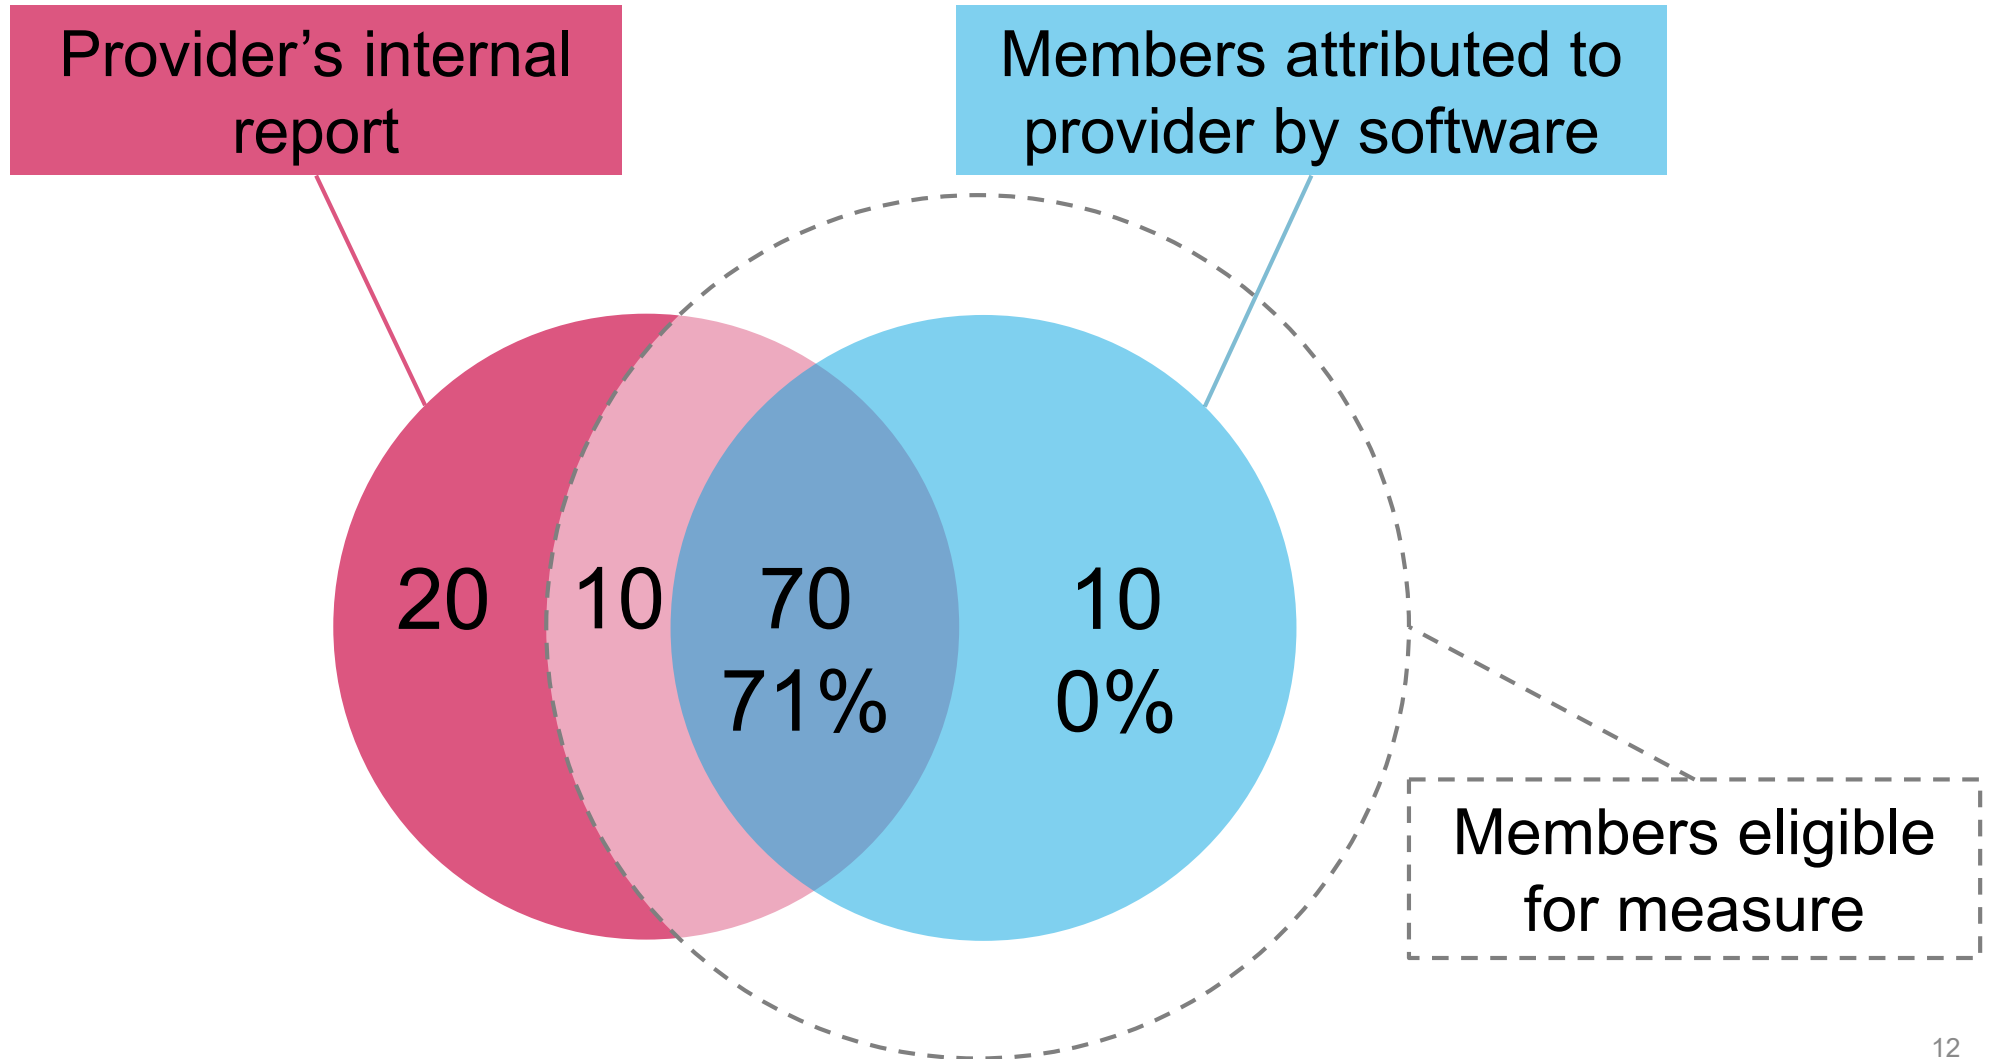 Provider’s internal
report
Members attributed to
provider by software
20
10
70
10
71%
0%
Members eligible
for measure
12